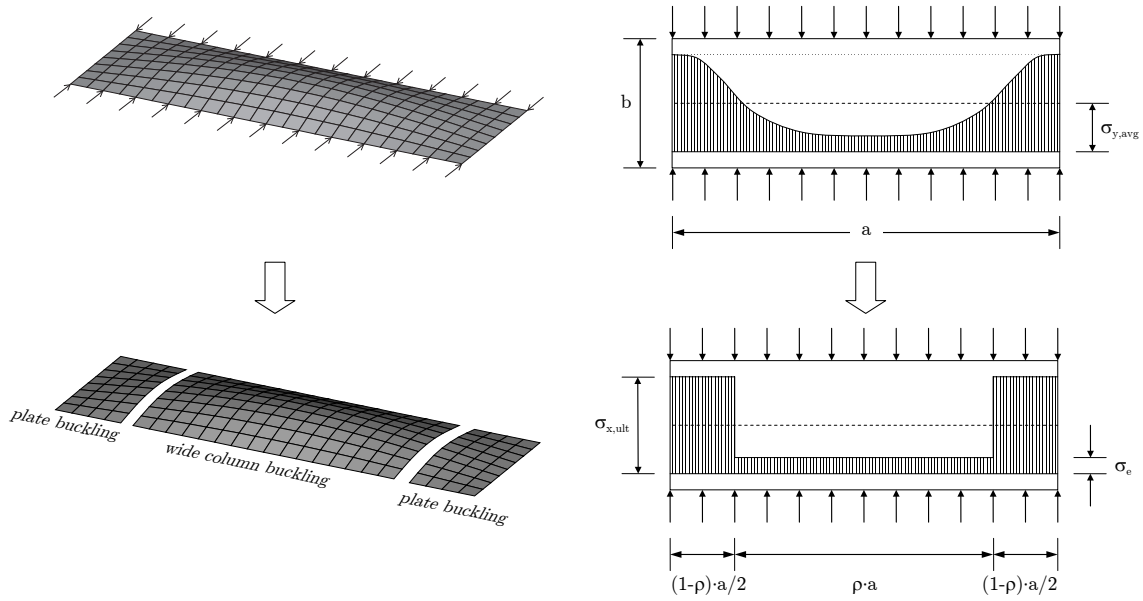 b
σy,avg
a
plate buckling
wide column buckling
plate buckling
σx,ult
σe
(1-ρ)·a/2
ρ·a
(1-ρ)·a/2